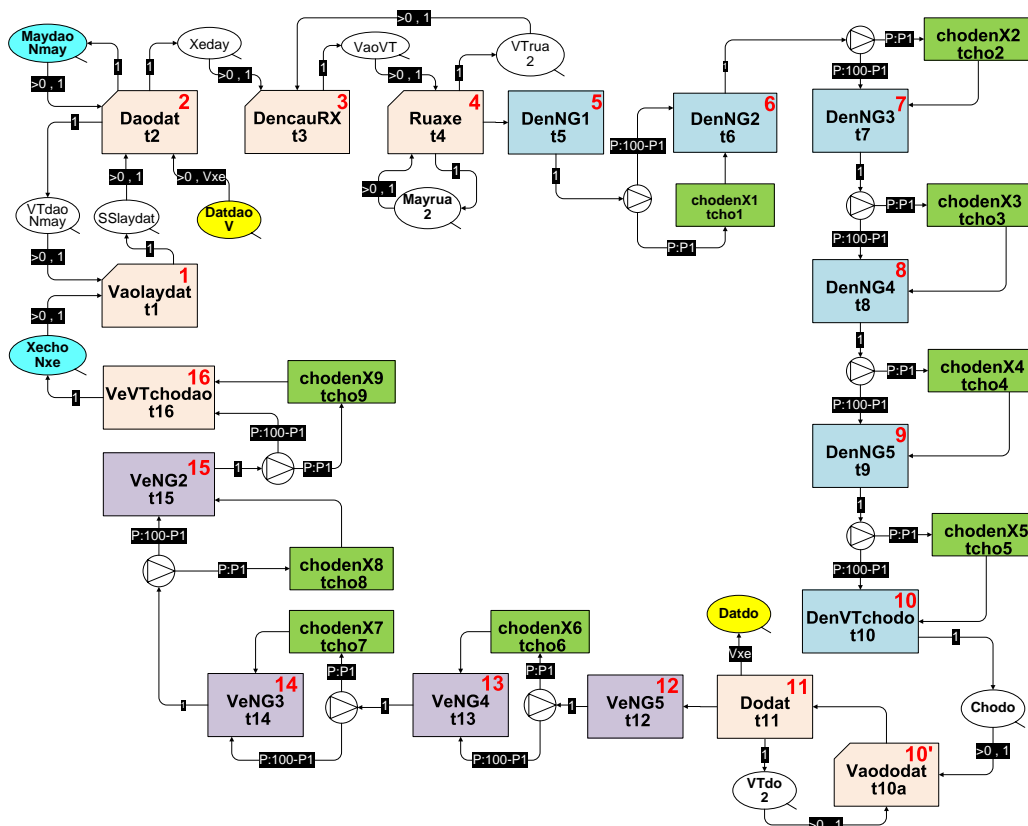 Maydao
Nmay
>0 , 1
1
1
Xeday
>0 , 1
2
Daodat
t2
1
>0 , 1
>0 , Vxe
VTdao
Nmay
SSlaydat
Datdao
V
>0 , 1
1
1
Vaolaydat
t1
>0 , 1
Xecho
Nxe
1
3
DencauRX
t3
1
>0 , 1
VaoVT
>0 , 1
VTrua
2
1
4
Ruaxe
t4
>0 , 1
1
Mayrua
2
5
DenNG1
t5
1
P:100-P1
P:P1
chodenX1
tcho1
6
DenNG2
t6
1
P:P1
P:100-P1
chodenX2
tcho2
7
DenNG3
t7
1
P:P1
P:100-P1
chodenX3
tcho3
8
DenNG4
t8
1
P:P1
P:100-P1
chodenX4
tcho4
9
DenNG5
t9
1
P:P1
P:100-P1
chodenX5
tcho5
10
DenVTchodo
t10
1
Chodo
>0 , 1
10'
Vaododat
t10a
>0 , 1
VTdo
2
1
11
Dodat
t11
Vxe
Datdo
12
VeNG5
t12
1
P:P1
P:100-P1
chodenX6
tcho6
13
VeNG4
t13
1
P:P1
P:100-P1
chodenX7
tcho7
14
VeNG3
t14
1
P:P1
P:100-P1
chodenX8
tcho8
15
VeNG2
t15
1
P:P1
P:100-P1
chodenX9
tcho9
16
VeVTchodao
t16
1